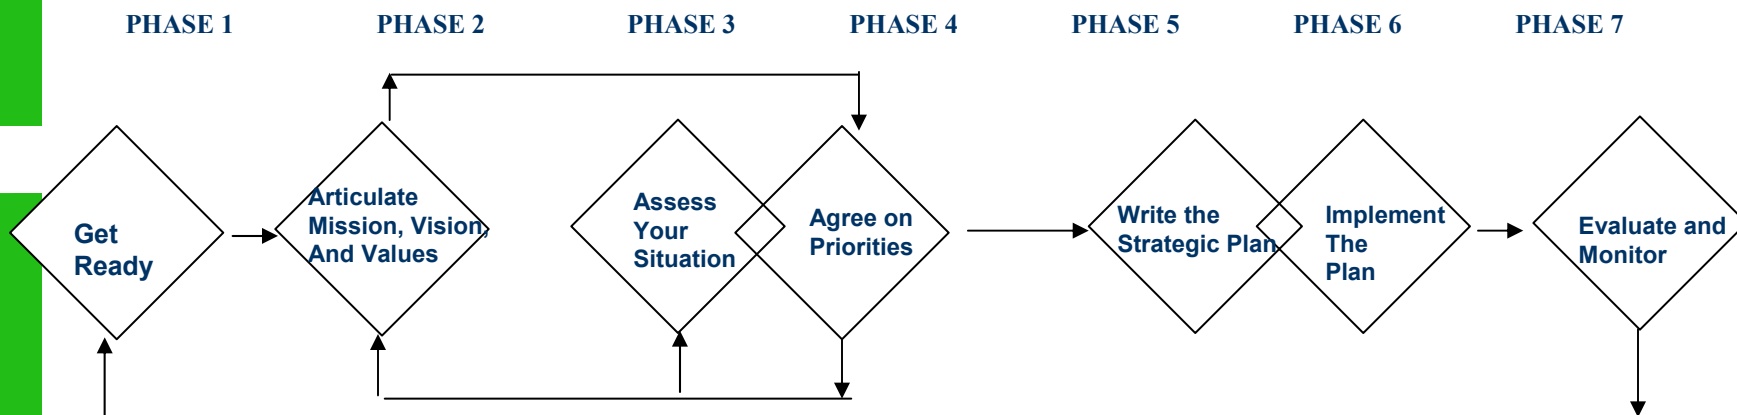 PHASE 1 PHASE 2 PHASE 3 PHASE 4 PHASE 5 PHASE 6 PHASE 7
Get
Ready
Articulate
Mission, Vision,
And Values
Assess
Your
Situation
Agree on
Priorities
Write the
Strategic Plan
Implement
The
Plan
Evaluate and
Monitor